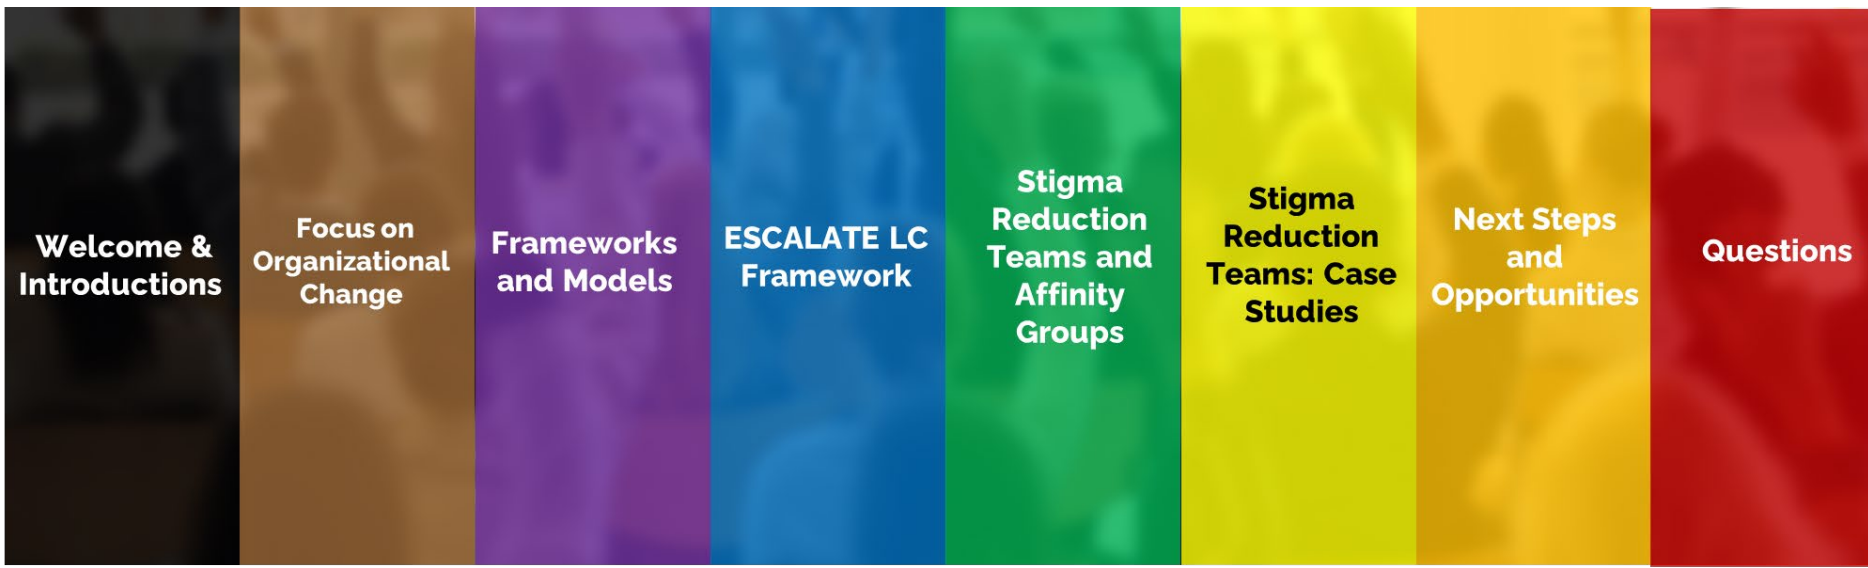 Welcome &
Introductions
Focus on
Organizational
Change
Frameworks
and Models
ESCALATE LC
Framework
Stigma
Reduction
Teams and
Affinity
Groups
Stigma
Reduction
Teams: Case
Studies
Next Steps
and
Opportunities
Questions